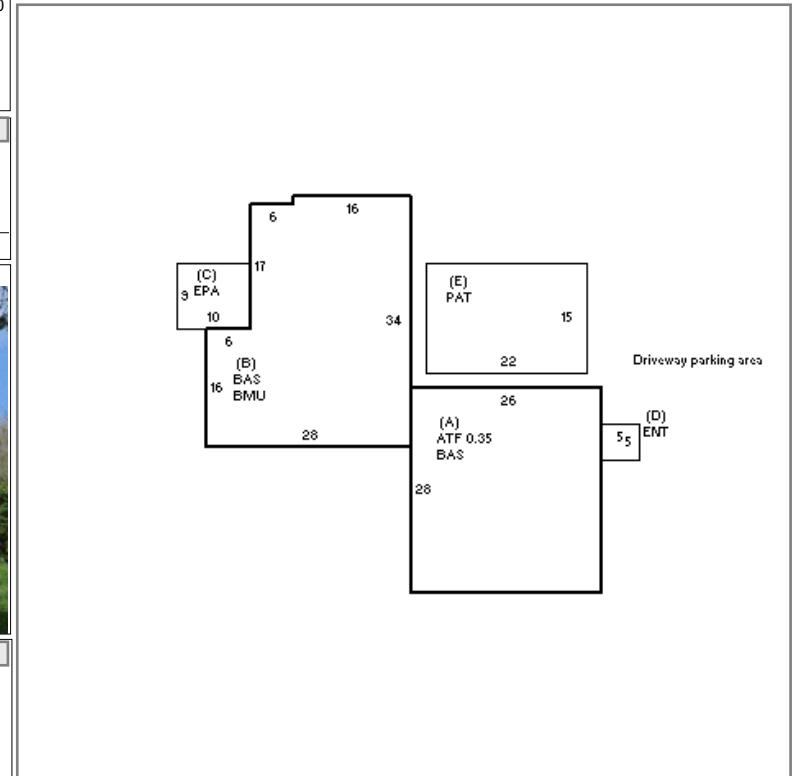 16
6
(C)
EPA
9
10
17
(E)
PAT
15
22
34
6
(B)
BAS
BMU
16
28
Driveway parking area
26
(A)
ATF 0.35
BAS
28
(D)
ENT
5
5